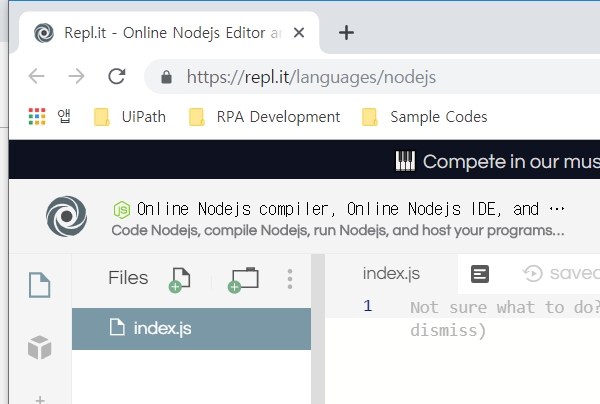 Repl.it - Online Nodejs Editor
https://repl.it/languages/nodejs
앱 UiPath RPA Development Sample Codes
Compete in our mus
JS Online Nodejs compiler, Online Nodejs IDE, and …
Code Nodejs, compile Nodejs, run Nodejs, and host your programs...
Files
index.js
index.js saved
1 Not sure what to do?
dismiss)